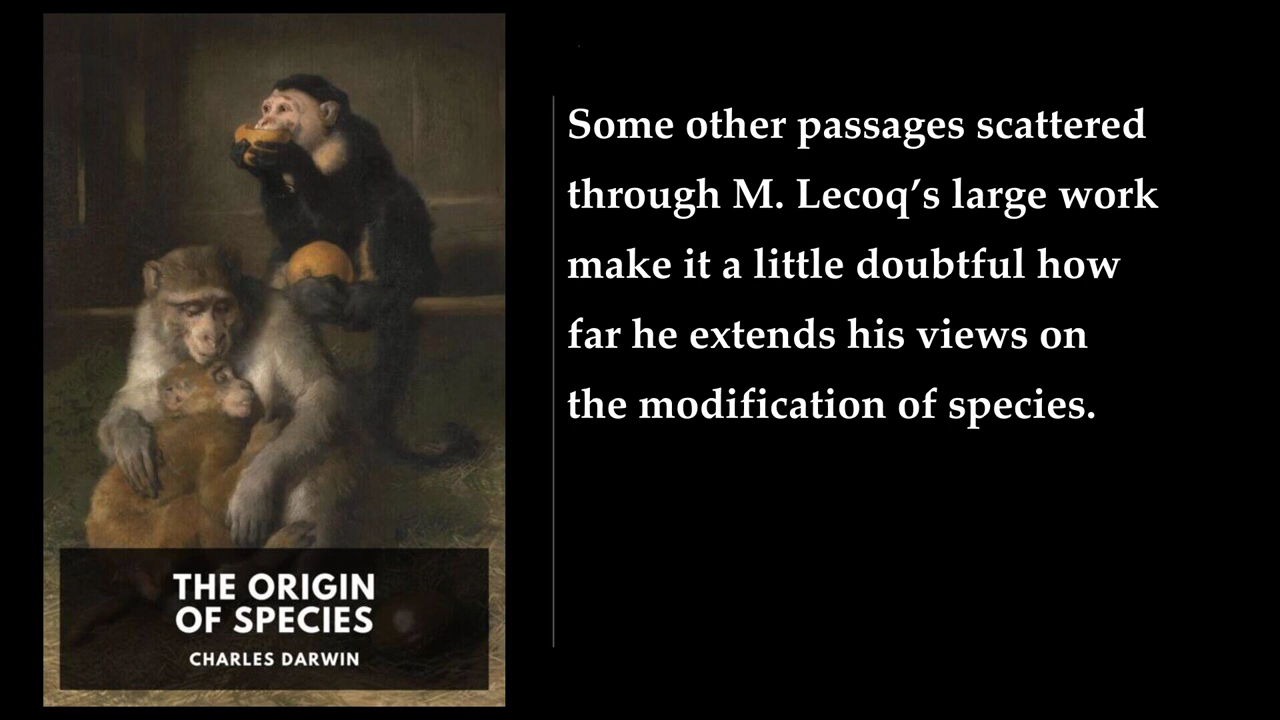 THE ORIGIN
OF SPECIES
CHARLES DARWIN
Some other passages scattered
through M. Lecoq’s large work
make it a little doubtful how
far he extends his views on
the modification of species.